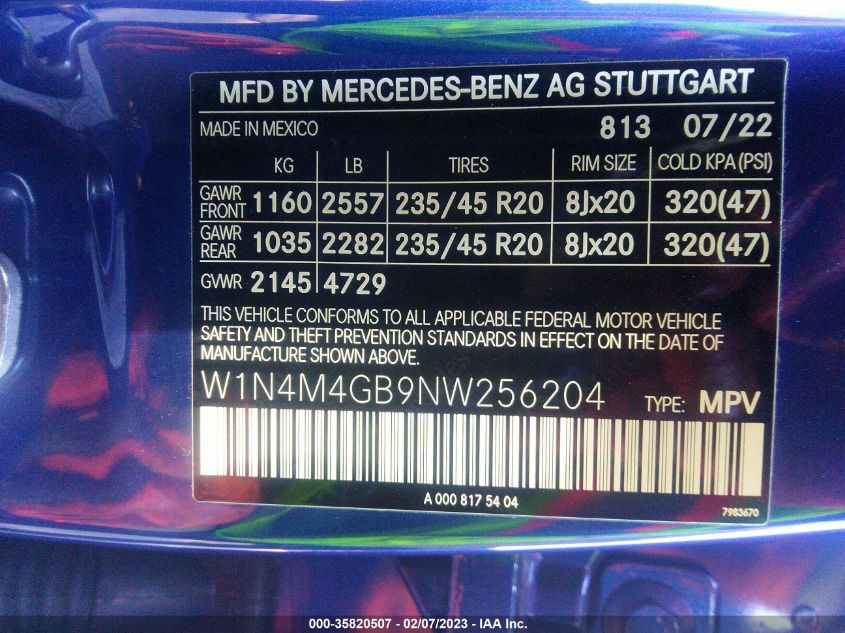 MFD BY MERCEDES-BENZ AG STUTTGART
MADE IN MEXICO 813 07/22
KG LB TIRES RIM SIZE COLD KPA (PSI)
GAWR FRONT 1160 2557 235/45 R20 8Jx20 320(47)
GAWR REAR 1035 2282 235/45 R20 8Jx20 320(47)
GVWR 2145 4729
THIS VEHICLE CONFORMS TO ALL APPLICABLE FEDERAL MOTOR VEHICLE
SAFETY AND THEFT PREVENTION STANDARDS IN EFFECT ON THE DATE OF
MANUFACTURE SHOWN ABOVE.
W1N4M4GB9NW256204 TYPE: MPV
A 000 817 54 04
7983670
000-35820507 - 02/07/2023 - IAA Inc.